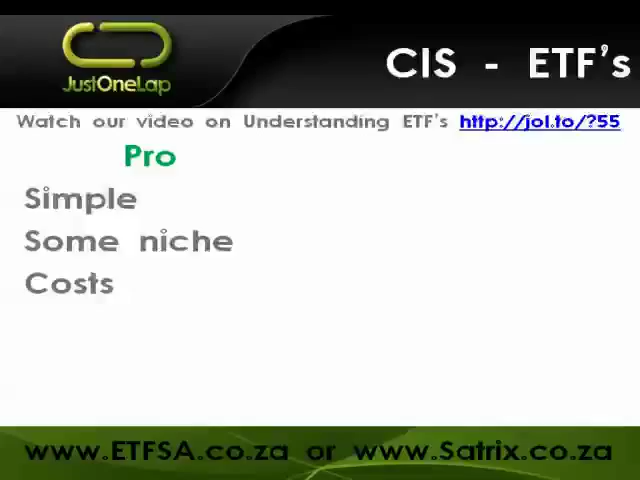 JustOneLap
CIS - ETF's
Watch our video on Understanding ETF's http://jol.to/?55
Pro
Simple
Some niche
Costs
www.ETFSA.co.za or www.Satrix.co.za